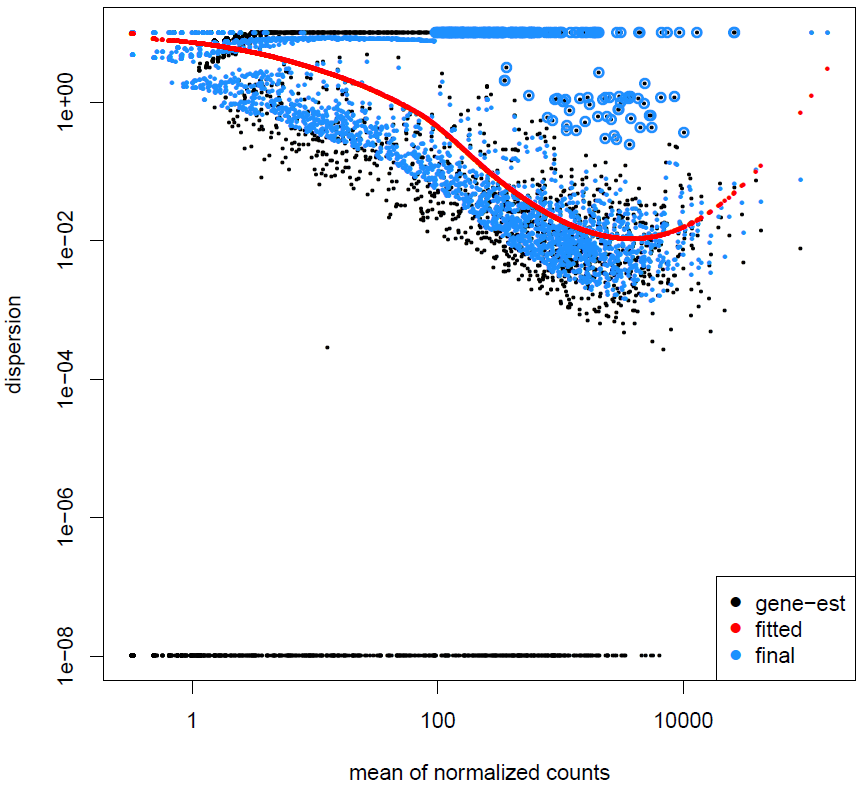 1e+00
1e−02
1e−04
1e−06
1e−08
dispersion
gene−est
fitted
final
1
100
10000
mean of normalized counts